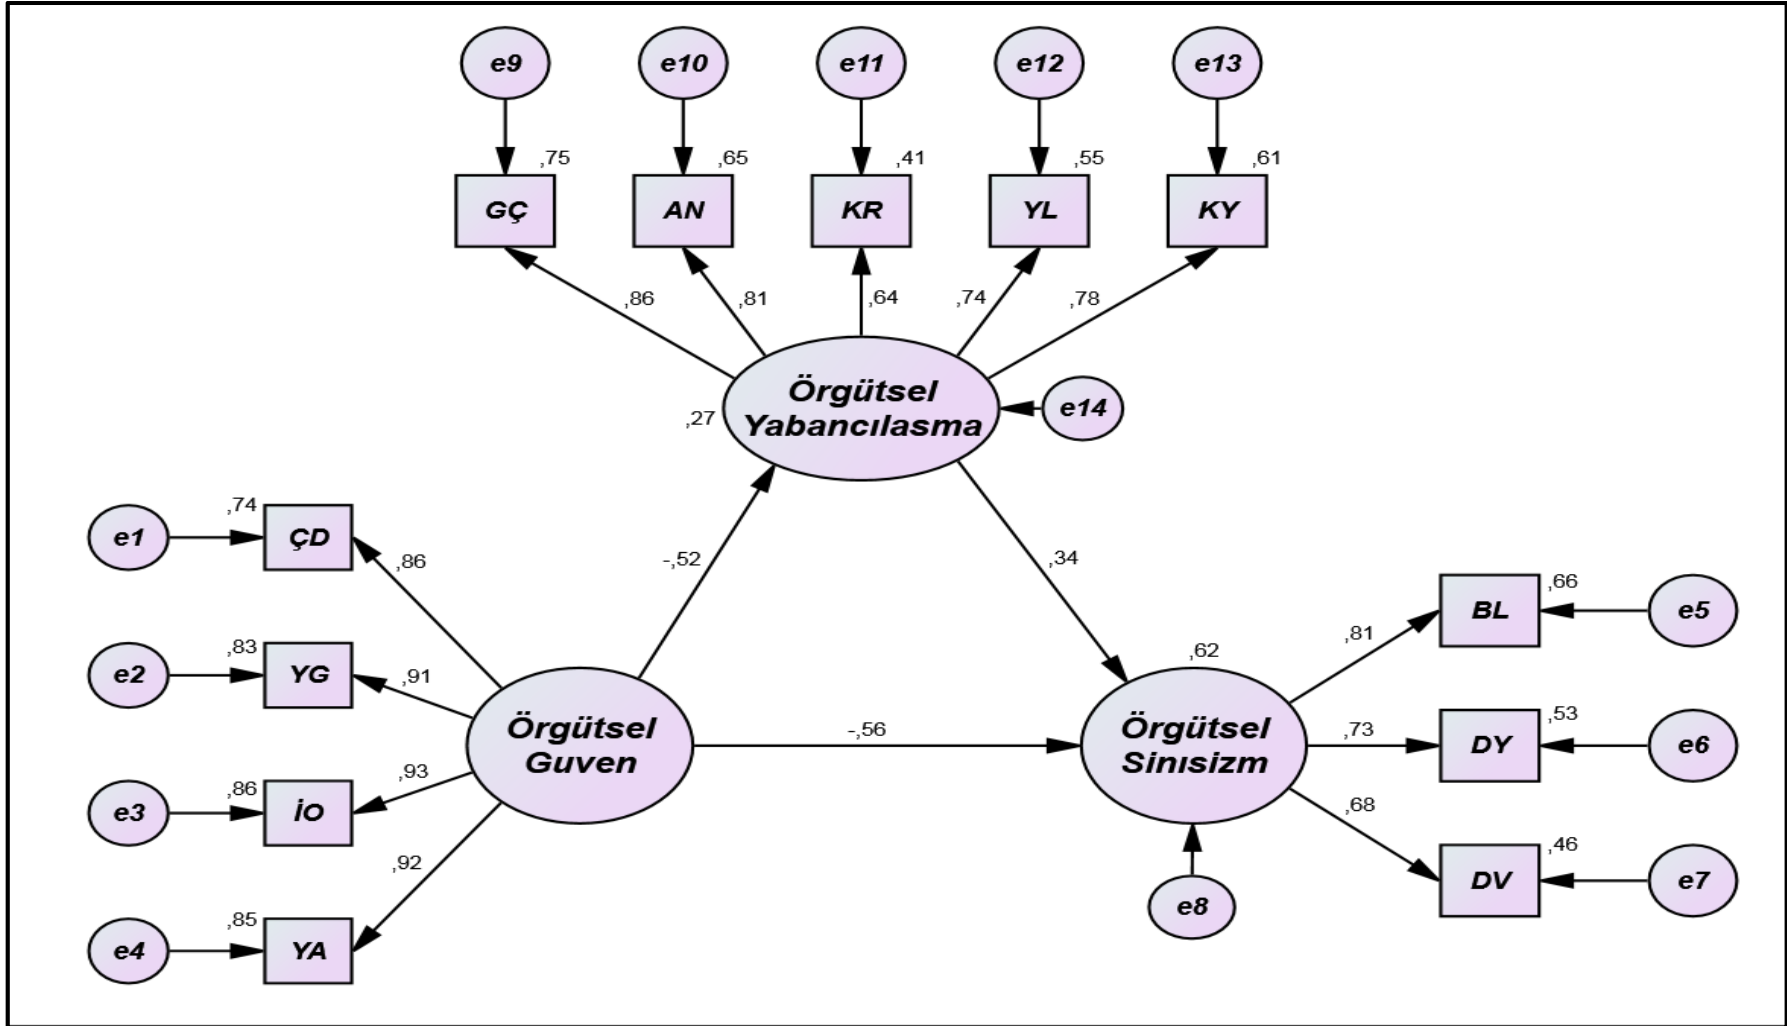 e9 e10 e11 e12 e13
,75 ,65 ,41 ,55 ,61
GÇ AN KR YL KY
,86 ,81 ,64 ,74 ,78
Örgütsel
Yabancılasma
e14
,27
,74
e1 ÇD
,86
-,52
,34
,83
e2 YG
,91
,66
BL e5
,81
,62
Örgütsel
Guven
-,56
Örgütsel
Sinısizm
,73
,53
DY e6
,86
e3 İO
,93
,68
,46
DV e7
,92
e8
,85
e4 YA